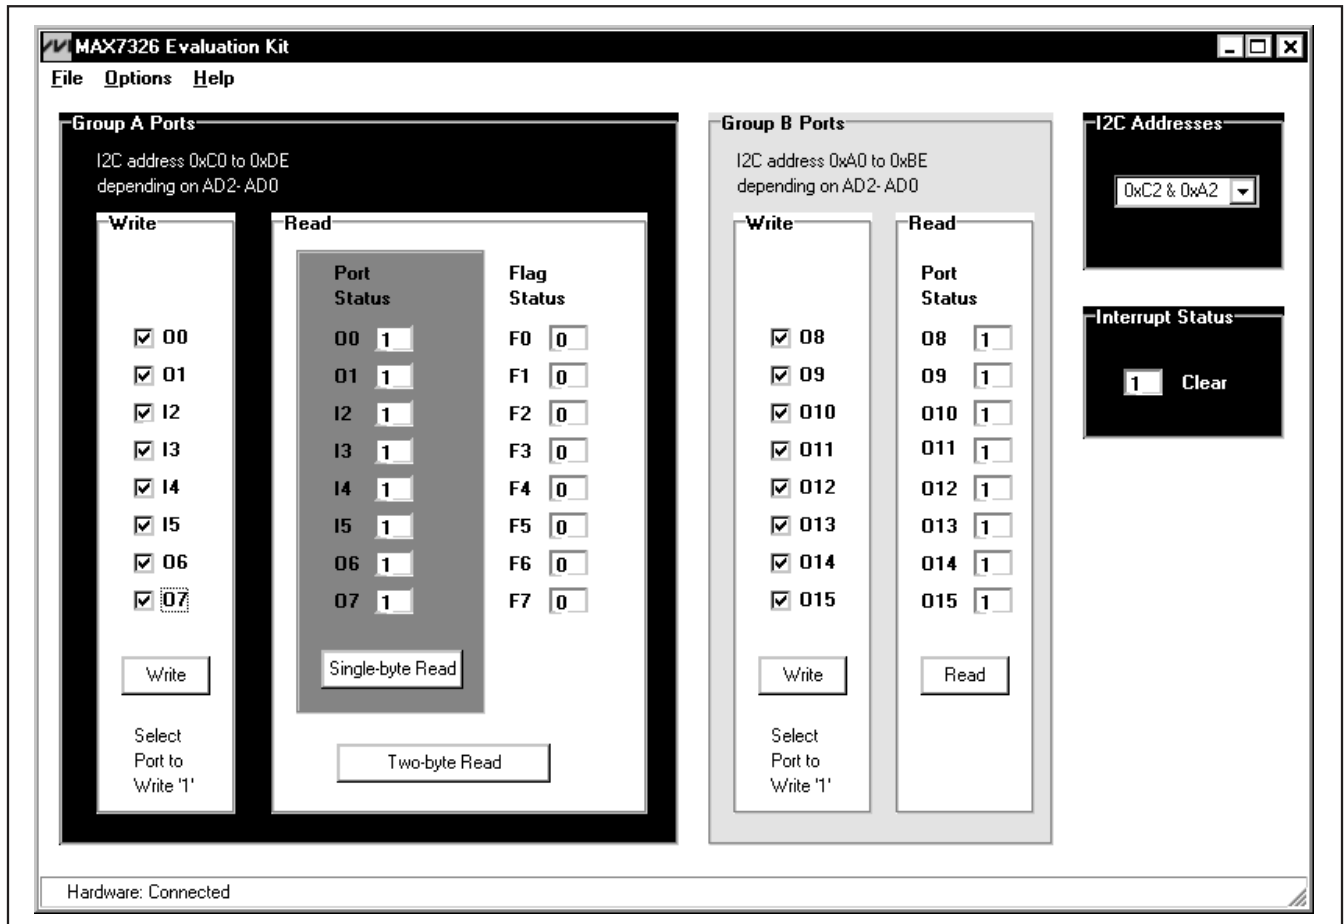 MAX7326 Evaluation Kit
File Options Help
Group A Ports
I2C address 0xC0 to 0xDE
depending on AD2- AD0
Write
O0
O1
I2
I3
I4
I5
O6
O7
Write
Select
Port to
Write '1'
Read
Port
Status
O0 1
O1 1
I2 1
I3 1
I4 1
I5 1
O6 1
O7 1
Single-byte Read
Flag
Status
F0 0
F1 0
F2 0
F3 0
F4 0
F5 0
F6 0
F7 0
Two-byte Read
Group B Ports
I2C address 0xA0 to 0xBE
depending on AD2- AD0
Write
O8
O9
O10
O11
O12
O13
O14
O15
Write
Select
Port to
Write '1'
Read
Port
Status
O8 1
O9 1
O10 1
O11 1
O12 1
O13 1
O14 1
O15 1
Read
I2C Addresses
0xC2 & 0xA2
Interrupt Status
1 Clear
Hardware: Connected